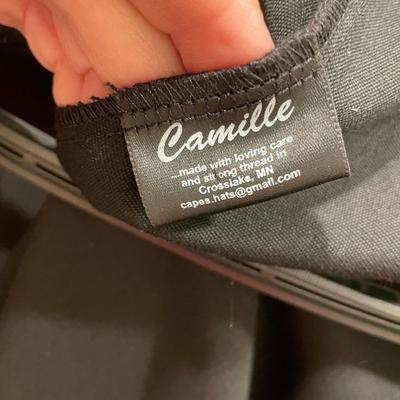 Camille
...made with loving care
and strong thread in
Crosslake, MN
capes.hats@gmail.com